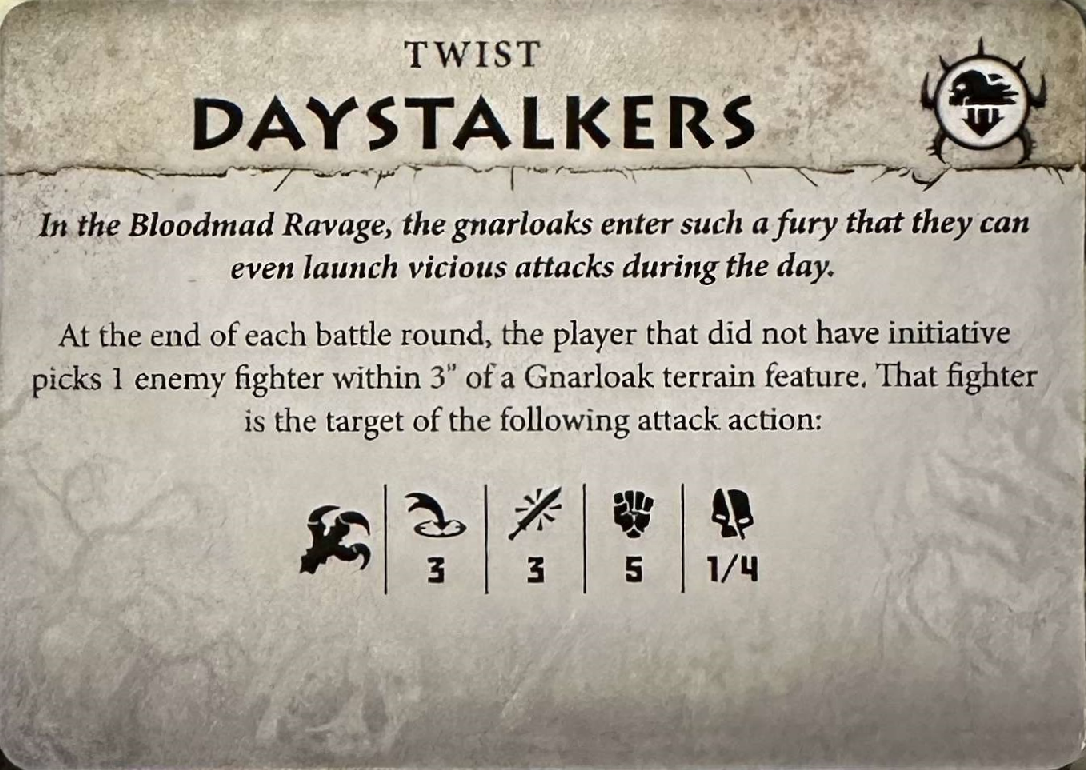 TWIST
DAYSTALKERS
In the Bloodmad Ravage, the gnarloaks enter such a fury that they can
even launch vicious attacks during the day.
At the end of each battle round, the player that did not have initiative
picks 1 enemy fighter within 3" of a Gnarloak terrain feature. That fighter
is the target of the following attack action:
3 3 5 1/4